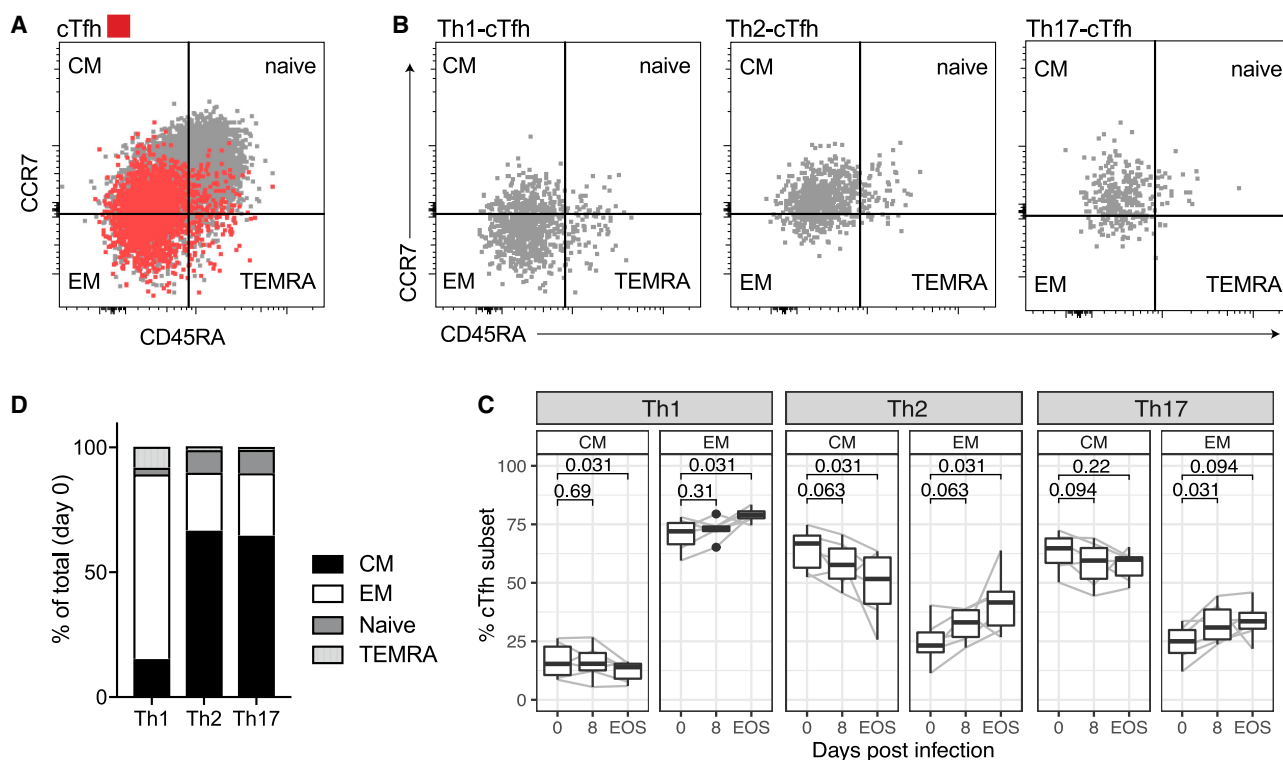 A
cTfh
CM
naive
EM
TEMRA
CCR7
CD45RA
B
Th1-cTfh
CM
naive
EM
TEMRA
Th2-cTfh
CM
naive
EM
TEMRA
Th17-cTfh
CM
naive
EM
TEMRA
CCR7
CD45RA
D
% of total (day 0)
100
50
0
Th1
Th2
Th17
CM
EM
Naive
TEMRA
C
% cTfh subset
100
75
50
25
0
Th1
CM
0.031
0.69
0 8 EOS
EM
0.031
0.31
0 8 EOS
Th2
CM
0.031
0.063
0 8 EOS
EM
0.031
0.063
0 8 EOS
Th17
CM
0.22
0.094
0 8 EOS
EM
0.094
0.031
0 8 EOS
Days post infection